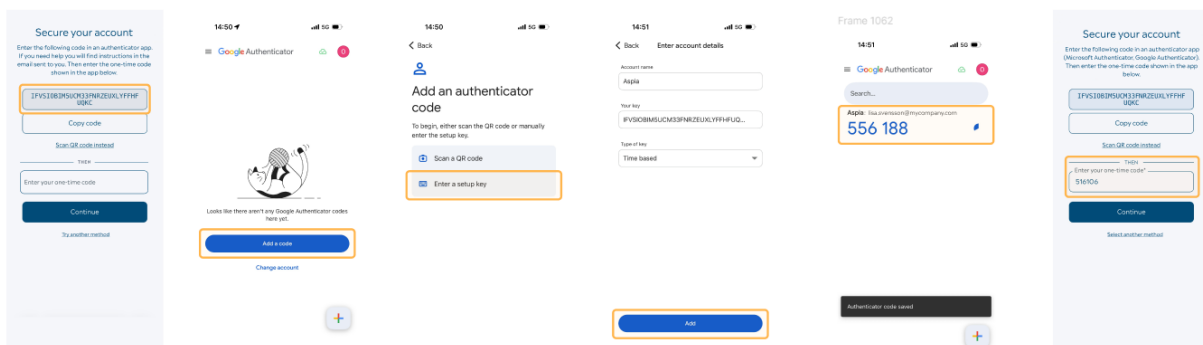 Secure your account
Enter the following code in an authenticator app.
If you need help you will find instructions in the
email sent to you. Then enter the one-time code
shown in the app below.
IFVSIOBIMSUCM33FNRZEUXLYFFHF
UQKC
Copy code
Scan QR code instead
THEN
Enter your one-time code
Continue
Try another method
14:50
5G
Google Authenticator
Looks like there aren't any Google Authenticator codes
here yet.
Add a code
Change account
14:50
5G
Back
Add an authenticator
code
To begin, either scan the QR code or manually
enter the setup key.
Scan a QR code
Enter a setup key
14:51
5G
Back
Enter account details
Account name
Aspia
Your key
IFVSIOBIMSUCM33FNRZEUXLYFFHFUQ...
Type of key
Time based
Add
Frame 1062
14:51
5G
Google Authenticator
Search...
Aspia: lisa.svensson@mycompany.com
556 188
Authenticator code saved
Secure your account
Enter the following code in an authenticator app
(Microsoft Authenticator, Google Authenticator).
Then enter the one-time code shown in the app
below.
IFVSIOBIMSUCM33FNRZEUXLYFFHF
UQKC
Copy code
Scan QR code instead
THEN
Enter your one-time code*
516106
Continue
Select another method